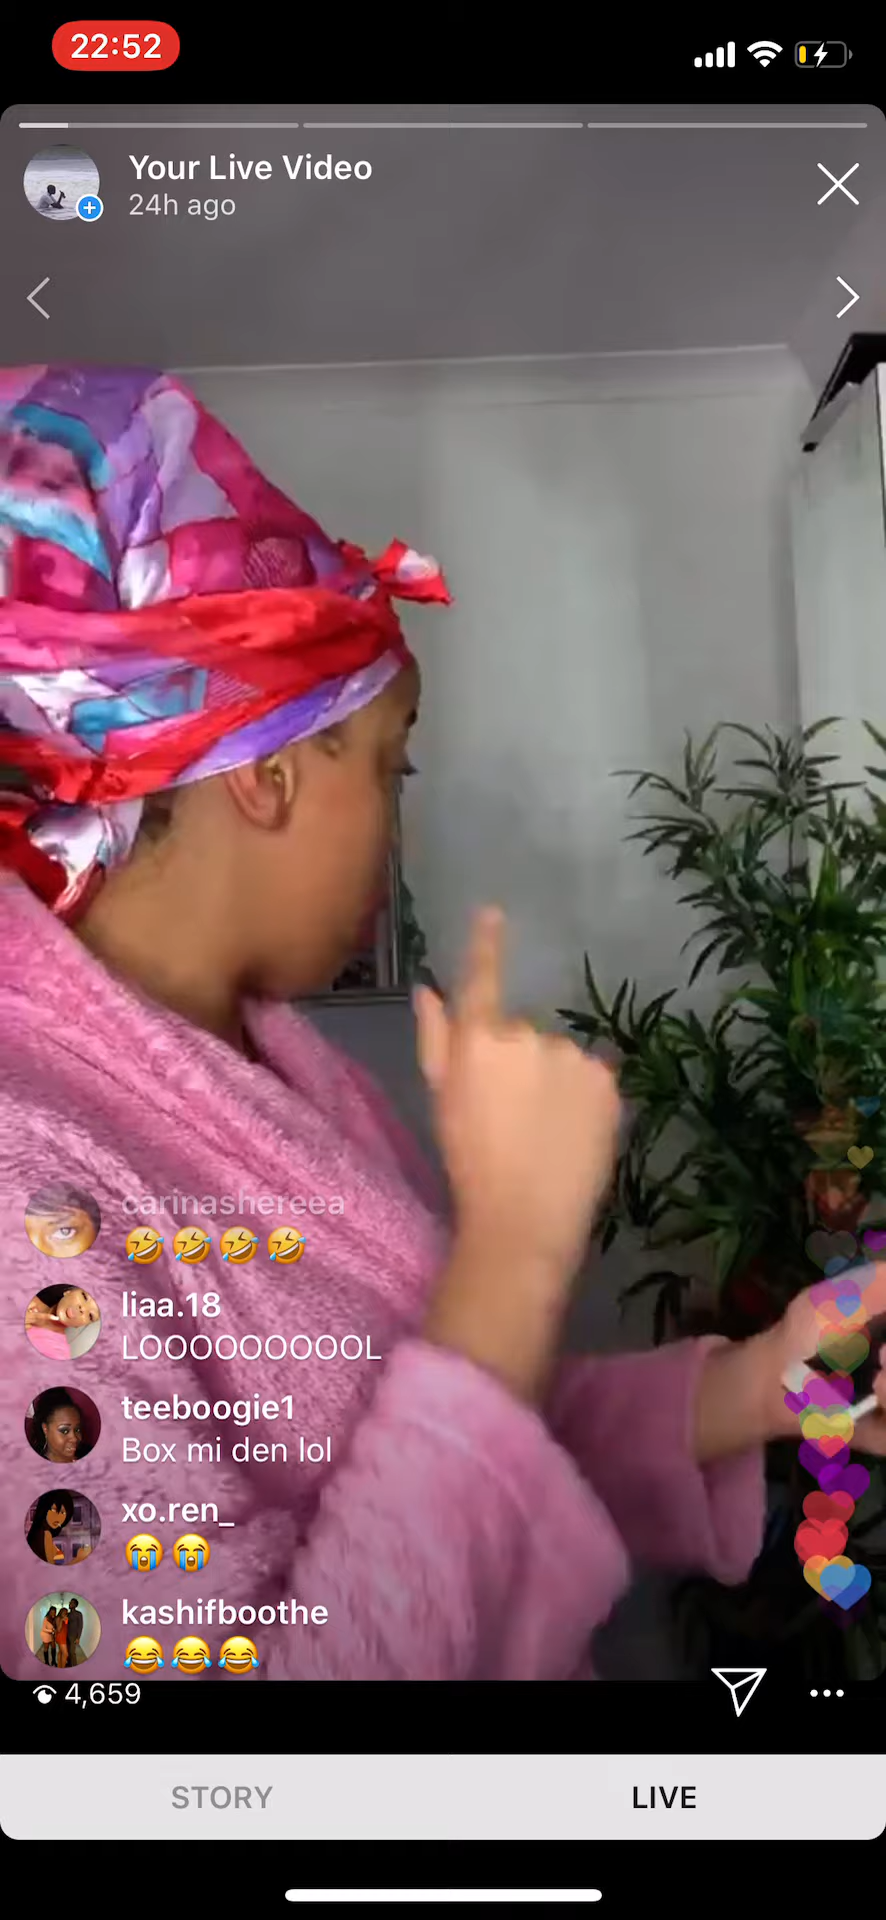 22:52
Your Live Video
24h ago
carinashereea
🤣🤣🤣🤣
liaa.18
LOOOOOOOOOL
teeboogie1
Box mi den lol
xo.ren_
😭😭
kashifboothe
😂😂😂
4,659
STORY
LIVE